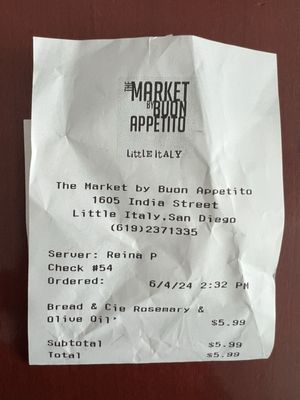 THE MARKET
BY BUON
APPETITO
LittlE itALY
The Market by Buon Appetito
1605 India Street
Little Italy,San Diego
(619)2371335
Server: Reina P
Check #54
Ordered: 6/4/24 2:32 PM
Bread & Cie Rosemary &
Olive Oil* $5.99
Subtotal $5.99
Total $5.99